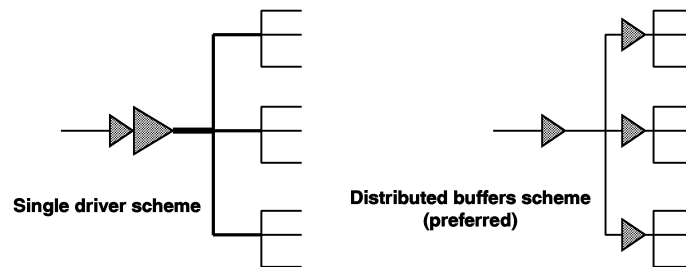 Single driver scheme
Distributed buffers scheme
(preferred)